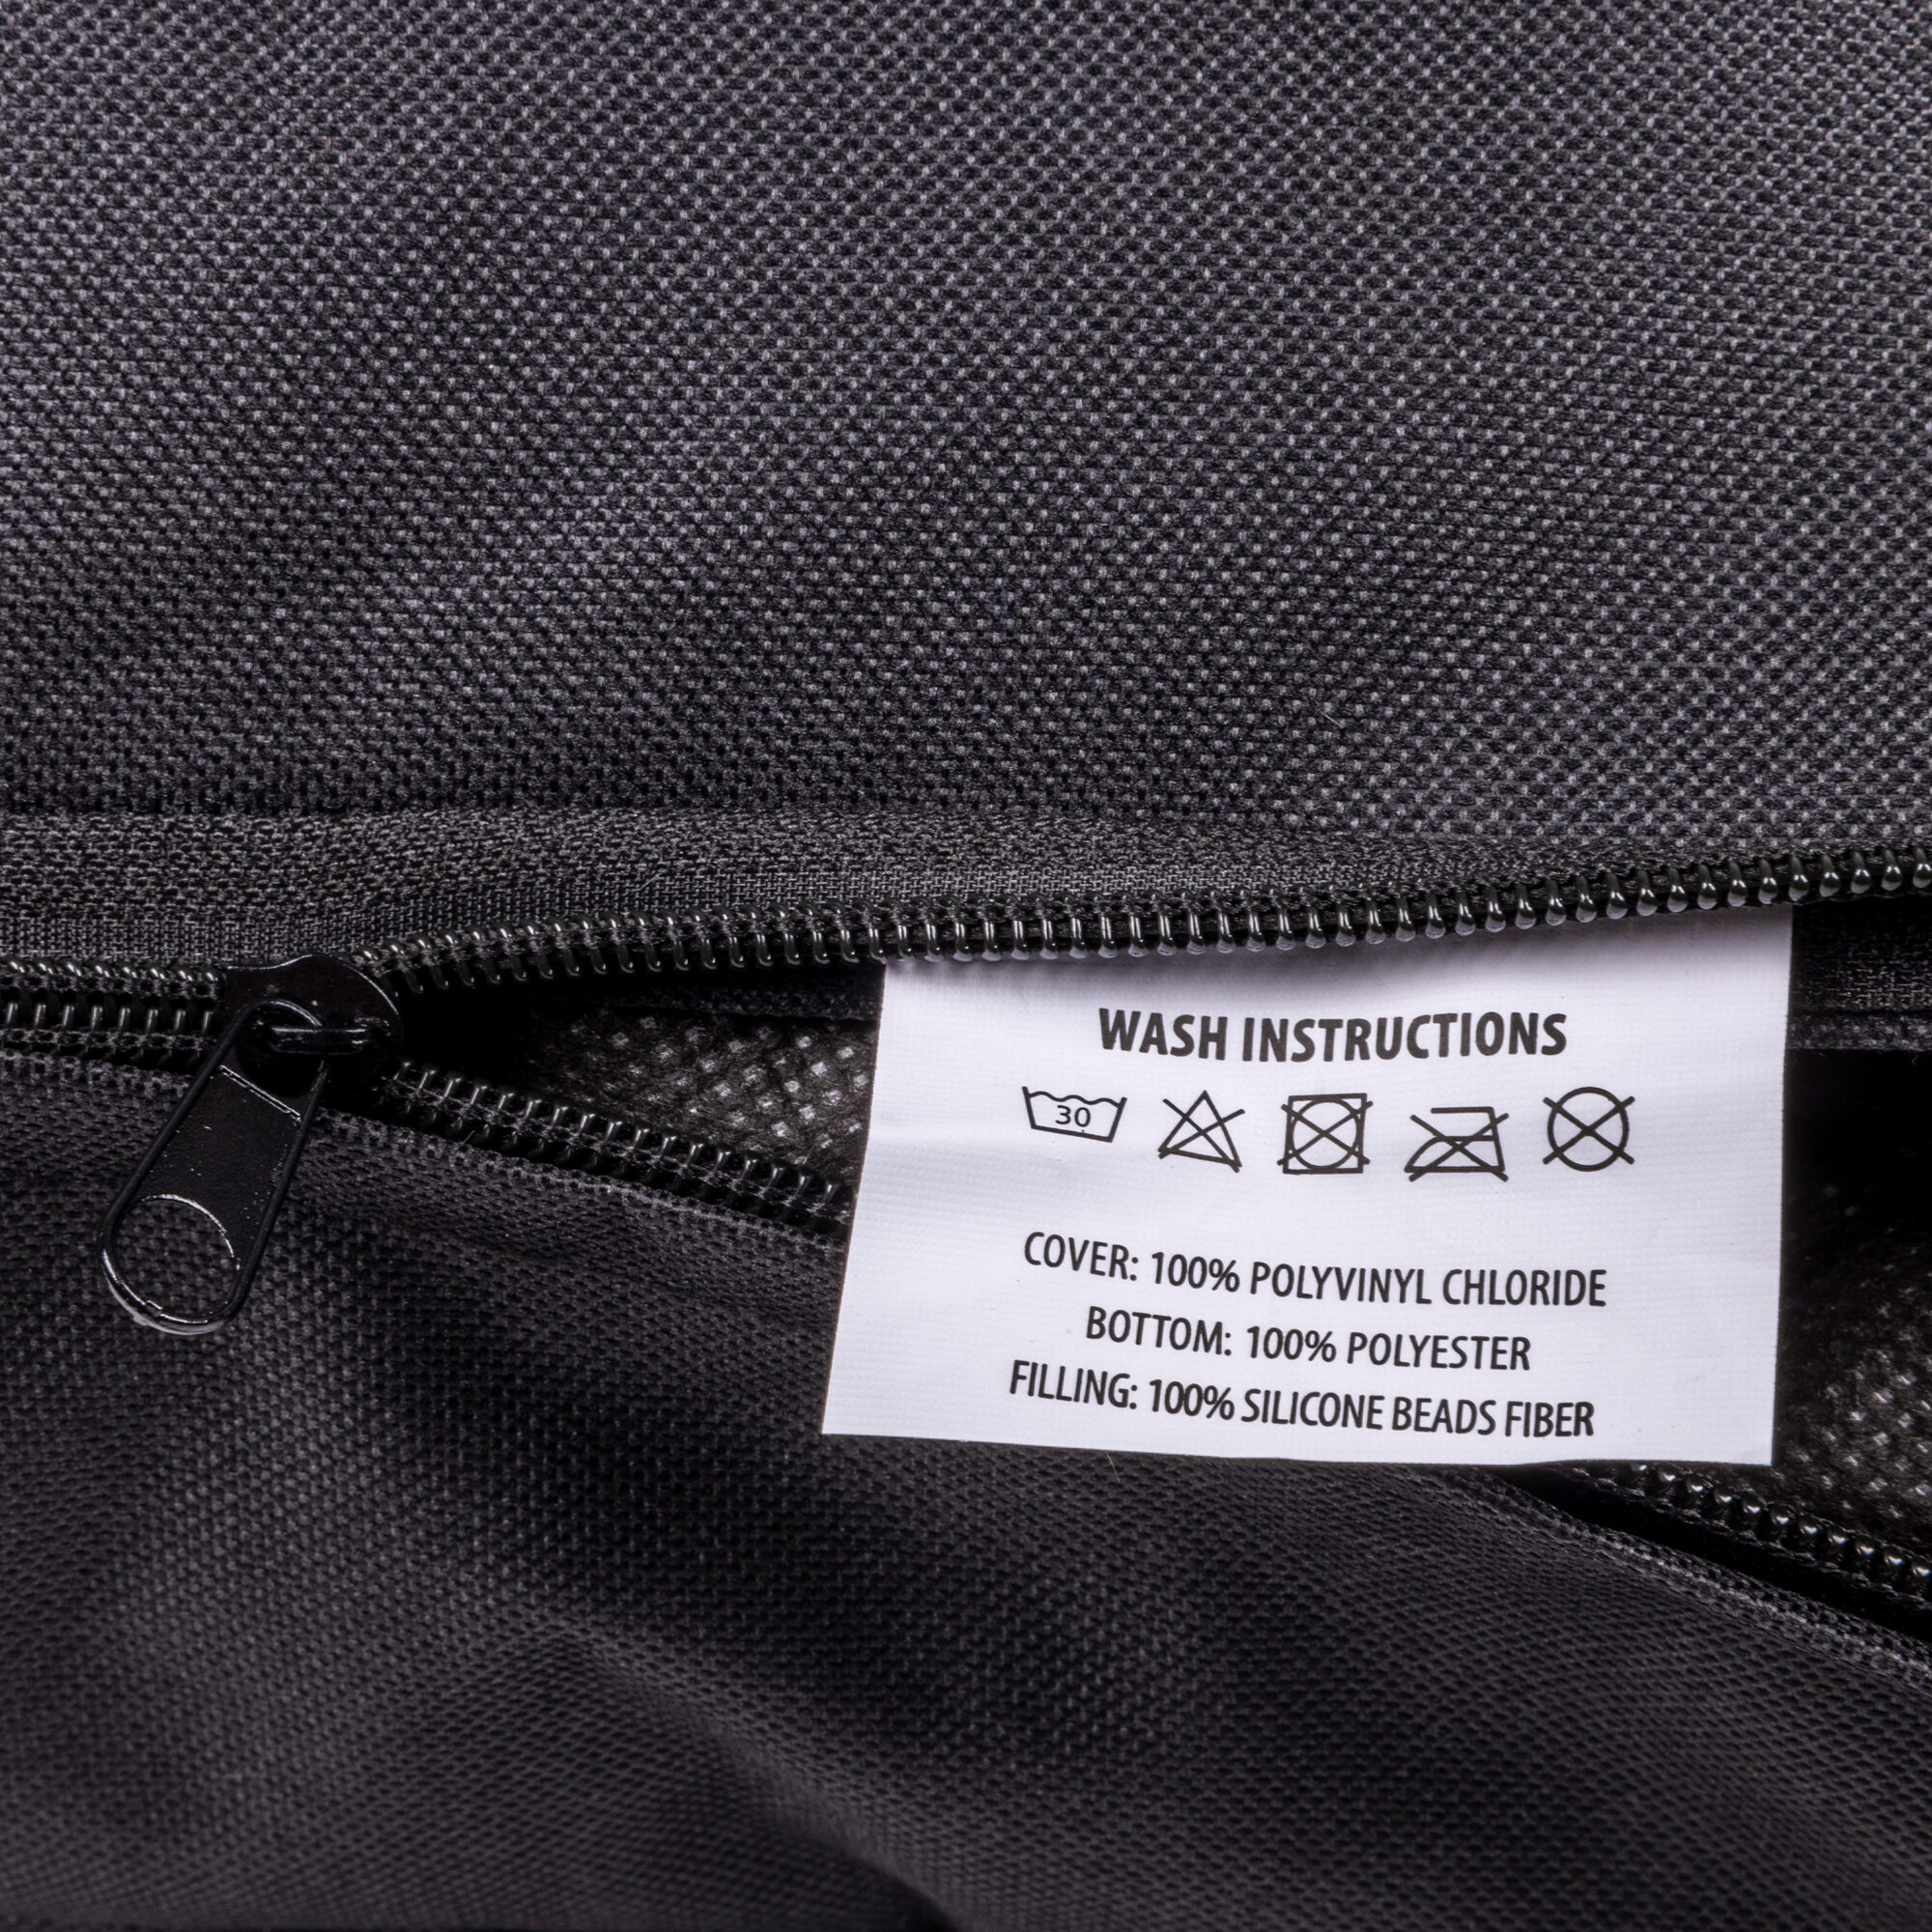 WASH INSTRUCTIONS
30
COVER: 100% POLYVINYL CHLORIDE
BOTTOM: 100% POLYESTER
FILLING: 100% SILICONE BEADS FIBER